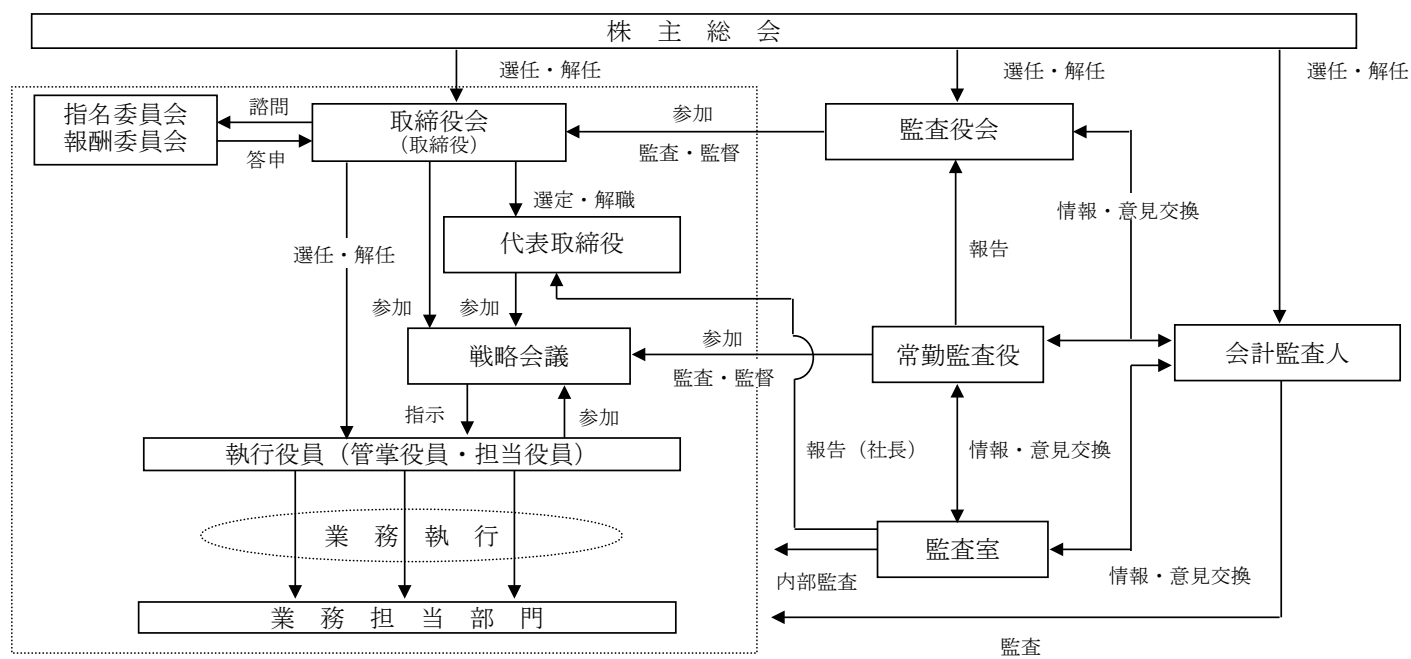 株 主 総 会
選任・解任
選任・解任
選任・解任
指名委員会
報酬委員会
諮問
答申
取締役会
（取締役）
参加
監査・監督
監査役会
選定・解職
情報・意見交換
代表取締役
選任・解任
報告
参加
参加
戦略会議
参加
監査・監督
常勤監査役
会計監査人
指示
参加
執行役員（管掌役員・担当役員）
報告（社長）
情報・意見交換
業 務 執 行
監査室
内部監査
情報・意見交換
業 務 担 当 部 門
監査